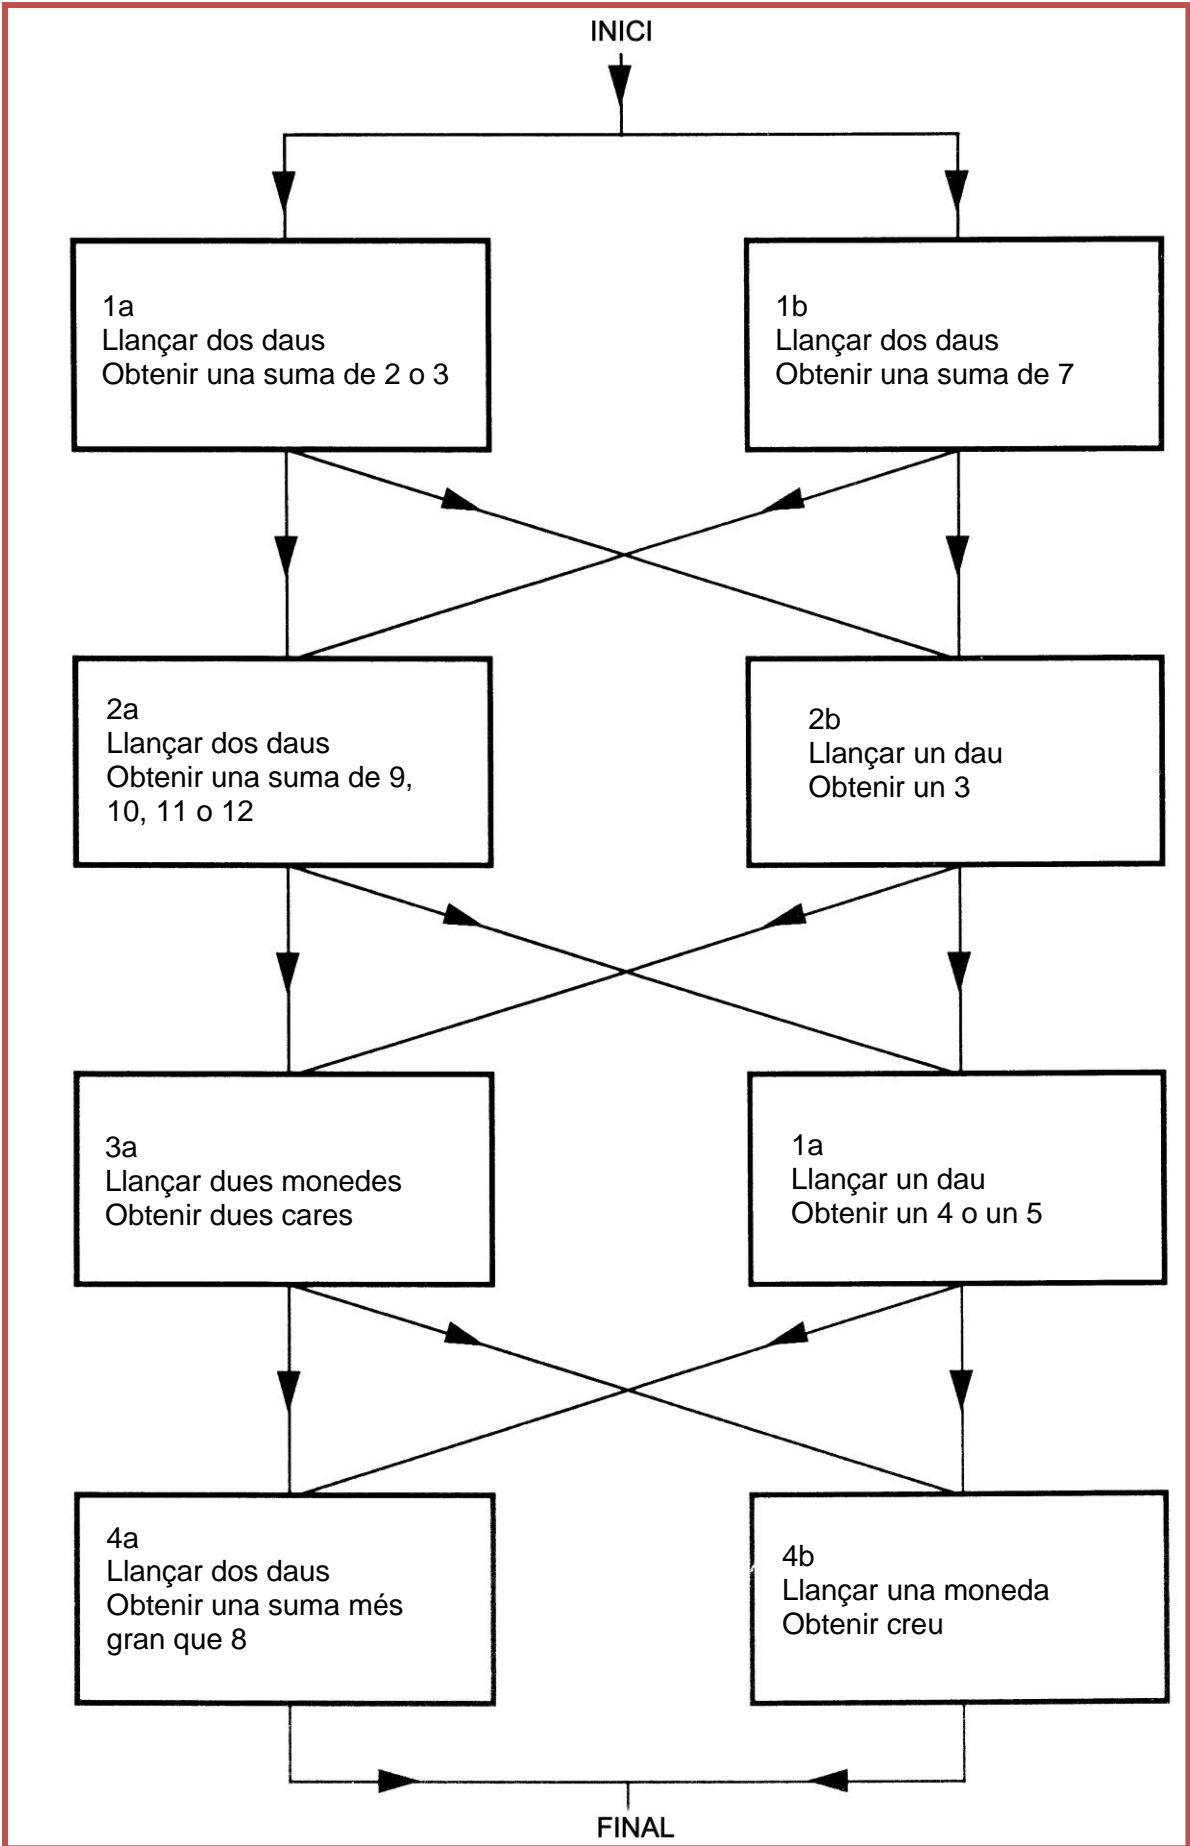 INICI
1a
Llançar dos daus
Obtenir una suma de 2 o 3
1b
Llançar dos daus
Obtenir una suma de 7
2a
Llançar dos daus
Obtenir una suma de 9,
10, 11 o 12
2b
Llançar un dau
Obtenir un 3
3a
Llançar dues monedes
Obtenir dues cares
1a
Llançar un dau
Obtenir un 4 o un 5
4a
Llançar dos daus
Obtenir una suma més
gran que 8
4b
Llançar una moneda
Obtenir creu
FINAL